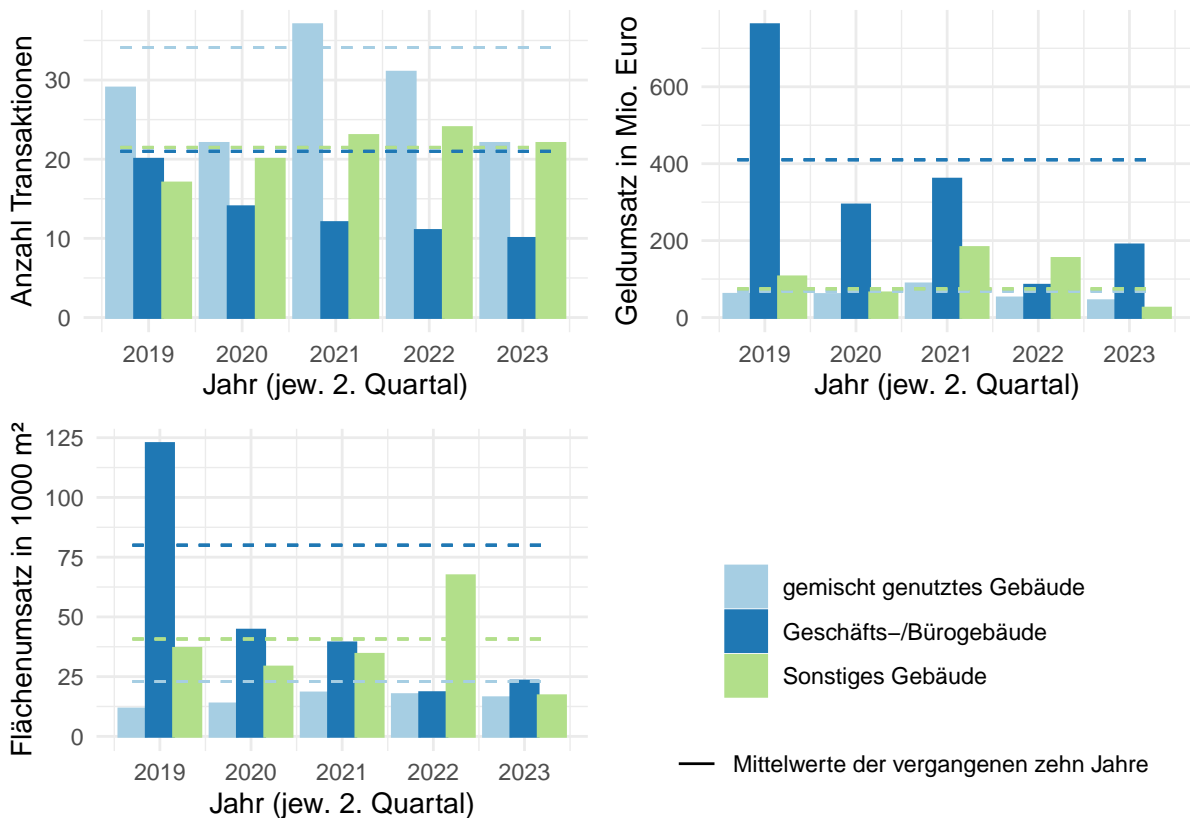 Anzahl Transaktionen
30
20
10
0
2019 2020 2021 2022 2023
Jahr (jew. 2. Quartal)
Geldumsatz in Mio. Euro
600
400
200
0
2019 2020 2021 2022 2023
Jahr (jew. 2. Quartal)
Flächenumsatz in 1000 m²
125
100
75
50
25
0
2019 2020 2021 2022 2023
Jahr (jew. 2. Quartal)
gemischt genutztes Gebäude
Geschäfts–/Bürogebäude
Sonstiges Gebäude
Mittelwerte der vergangenen zehn Jahre